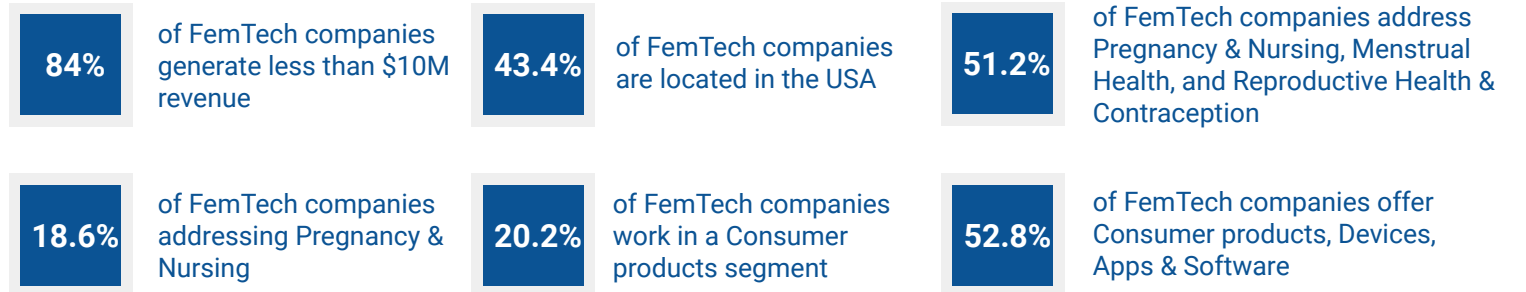 84%
of FemTech companies
generate less than $10M
revenue
43.4%
of FemTech companies
are located in the USA
51.2%
of FemTech companies address
Pregnancy & Nursing, Menstrual
Health, and Reproductive Health &
Contraception
18.6%
of FemTech companies
addressing Pregnancy &
Nursing
20.2%
of FemTech companies
work in a Consumer
products segment
52.8%
of FemTech companies offer
Consumer products, Devices,
Apps & Software